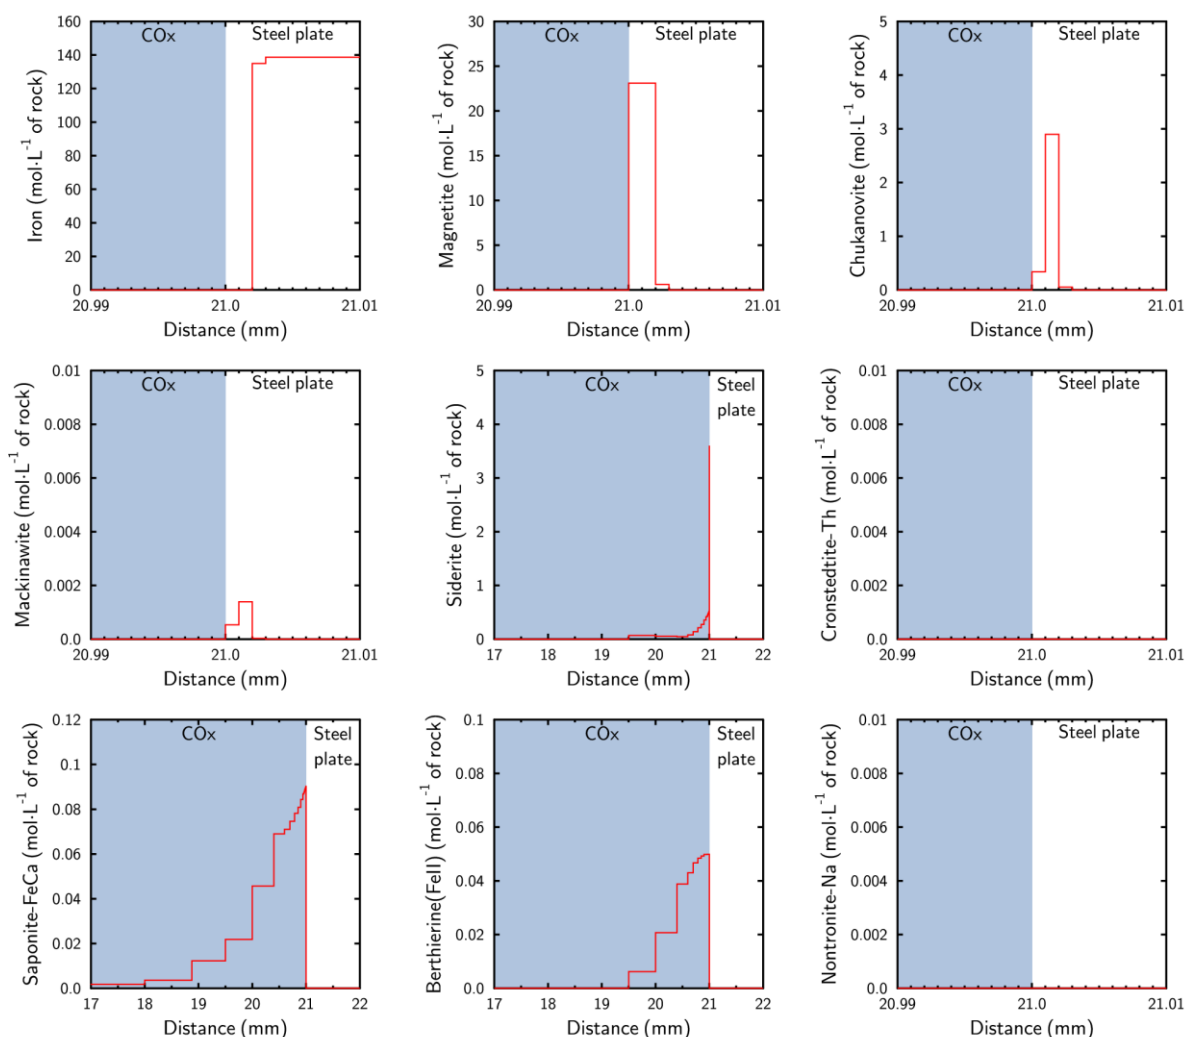 Iron (mol·L⁻¹ of rock)
160
140
120
100
80
60
40
20
0
COx
Steel plate
20.99
21.0
21.01
Distance (mm)
Magnetite (mol·L⁻¹ of rock)
30
25
20
15
10
5
0
COx
Steel plate
20.99
21.0
21.01
Distance (mm)
Chukanovite (mol·L⁻¹ of rock)
5
4
3
2
1
0
COx
Steel plate
20.99
21.0
21.01
Distance (mm)
Mackinawite (mol·L⁻¹ of rock)
0.01
0.008
0.006
0.004
0.002
0.0
COx
Steel plate
20.99
21.0
21.01
Distance (mm)
Siderite (mol·L⁻¹ of rock)
5
4
3
2
1
0
COx
Steel
plate
17
18
19
20
21
22
Distance (mm)
Cronstedtite-Th (mol·L⁻¹ of rock)
0.01
0.008
0.006
0.004
0.002
0.0
COx
Steel plate
20.99
21.0
21.01
Distance (mm)
Saponite-FeCa (mol·L⁻¹ of rock)
0.12
0.1
0.08
0.06
0.04
0.02
0.0
COx
Steel
plate
17
18
19
20
21
22
Distance (mm)
Berthierine(FeII) (mol·L⁻¹ of rock)
0.1
0.08
0.06
0.04
0.02
0.0
COx
Steel
plate
17
18
19
20
21
22
Distance (mm)
Nontronite-Na (mol·L⁻¹ of rock)
0.01
0.008
0.006
0.004
0.002
0.0
COx
Steel plate
20.99
21.0
21.01
Distance (mm)